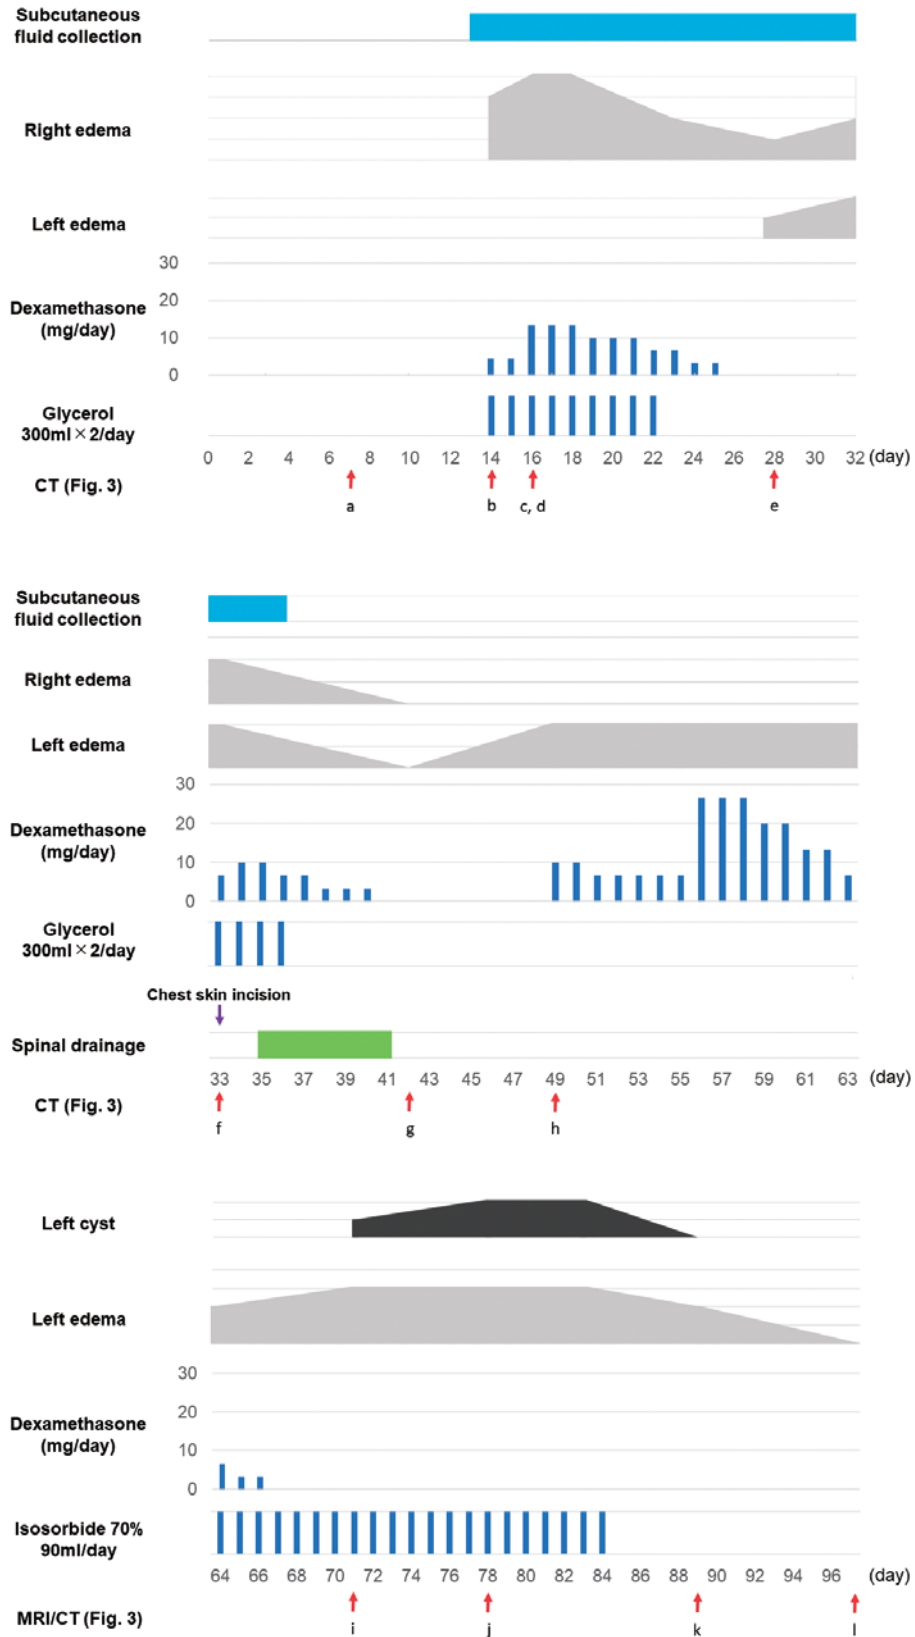 Subcutaneous
fluid collection
Right edema
Left edema
30
Dexamethasone
(mg/day)
20
10
0
Glycerol
300ml×2/day
0 2 4 6 8 10 12 14 16 18 20 22 24 26 28 30 32 (day)
CT (Fig. 3)
a b c, d e
Subcutaneous
fluid collection
Right edema
Left edema
30
Dexamethasone
(mg/day)
20
10
0
Glycerol
300ml×2/day
Chest skin incision
Spinal drainage
33 35 37 39 41 43 45 47 49 51 53 55 57 59 61 63 (day)
CT (Fig. 3)
f g h
Left cyst
Left edema
30
20
Dexamethasone
(mg/day)
10
0
Isosorbide 70%
90ml/day
64 66 68 70 72 74 76 78 80 82 84 86 88 90 92 94 96 (day)
MRI/CT (Fig. 3)
i j k l